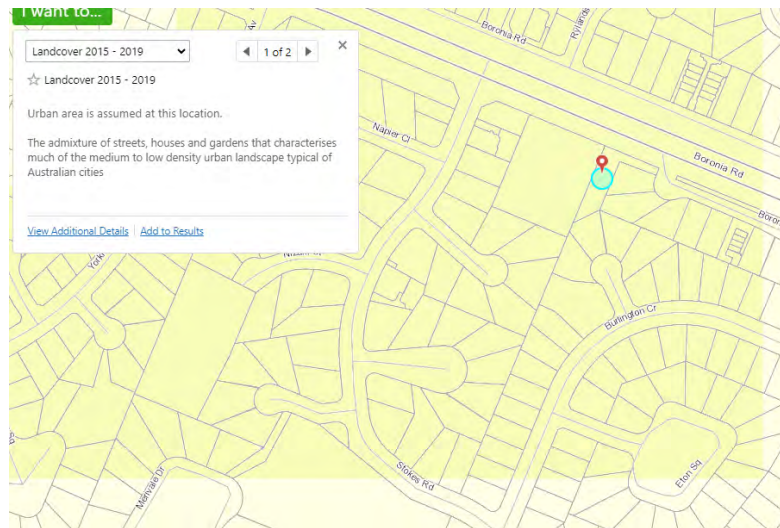 I want to...
Landcover 2015 - 2019
1 of 2
Landcover 2015 - 2019
Urban area is assumed at this location.
The admixture of streets, houses and gardens that characterises
much of the medium to low density urban landscape typical of
Australian cities
View Additional Details
Add to Results
Av
Boronia Rd
Napier Ct
Boronia Rd
Burlington Cr
Stokes Rd
Eton Sq